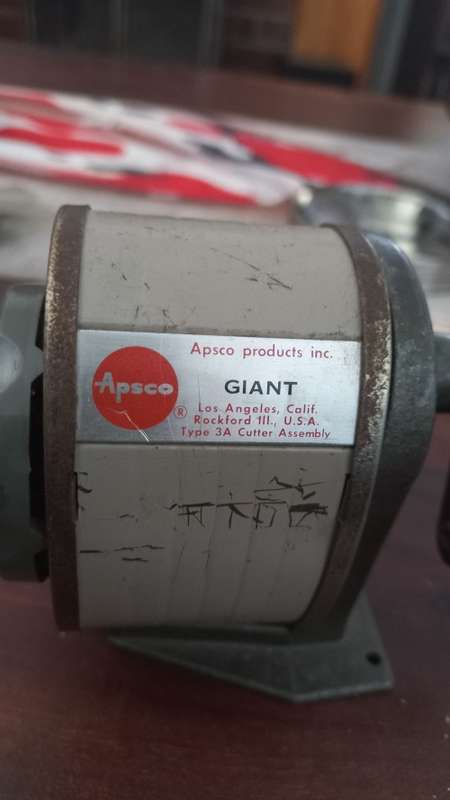 Apsco products inc.
Apsco ®
GIANT
Los Angeles, Calif.
Rockford Ill., U.S.A.
Type 3A Cutter Assembly